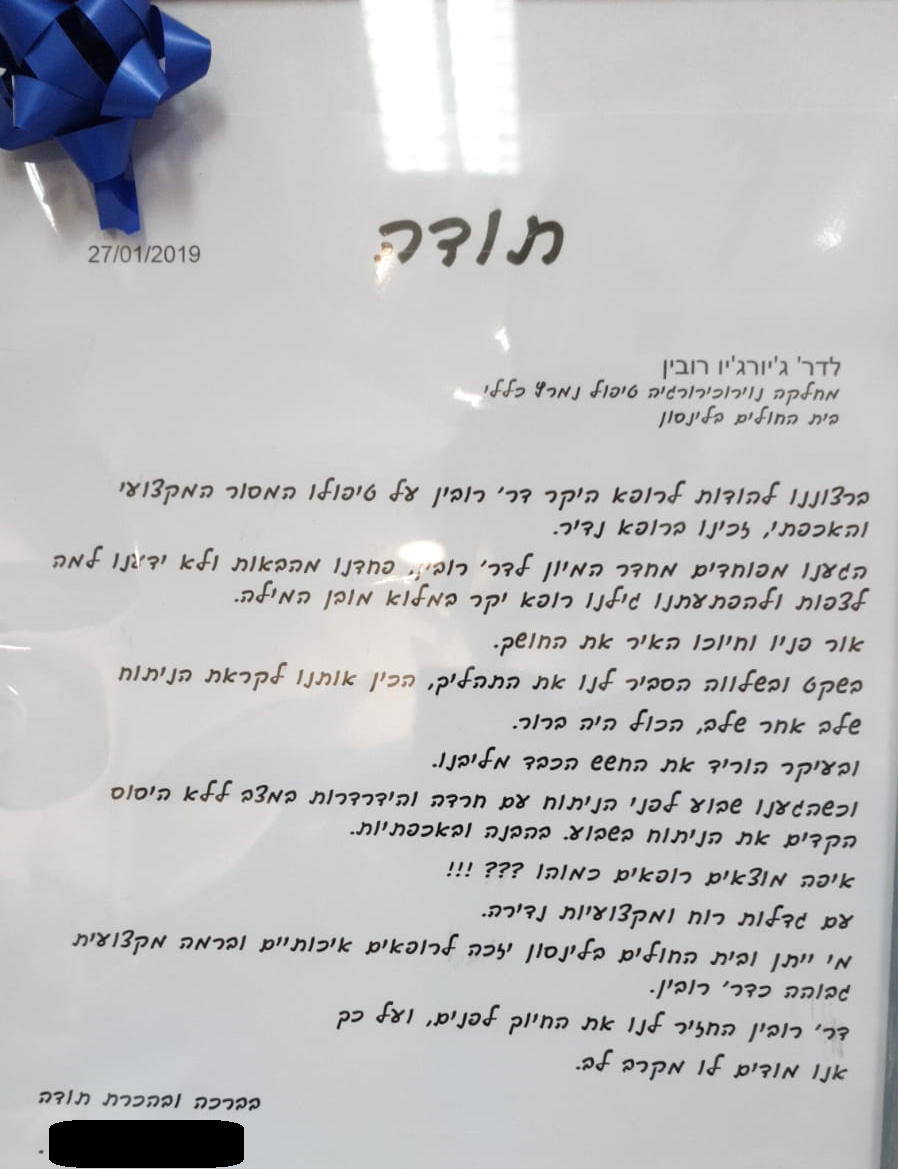 תודה
27/01/2019
לדר' ג'יורג'יו רובין
מחלקה נוירוכירורגיה טיפול נמרץ כללי
בית החולים בלינסון
ברצוננו להודות לרופא היקר דר' רובין על טיפולו המסור המקצועי
והאכפתי, זכינו ברופא נדיר.
הגענו מפוחדים מחדר המיון לדר' רובין, פחדנו מהבאות ולא ידענו למה
לצפות ולהפתעתנו גילנו רופא יקר במלוא מובן המילה.
אור פניו וחיוכו האיר את החושך.
בשקט ובשלווה הסביר לנו את התהליך, הכין אותנו לקראת הניתוח
שלב אחר שלב, הכול היה ברור.
ובעיקר הוריד את החשש הכבד מליבנו.
וכשהגענו שבוע לפני הניתוח עם חרדה והידרדרות במצב ללא היסוס
הקדים את הניתוח בשבוע. בהבנה ובאכפתיות.
איפה מוצאים רופאים כמוהו ??? !!!
עם גדלות רוח ומקצועיות נדירה.
מי ייתן ובית החולים בלינסון יזכה לרופאים איכותיים וברמה מקצועית
גבוהה כדר' רובין.
דר' רובין החזיר לנו את החיוך לפנים, ועל כך
אנו מודים לו מקרב לב.
בברכה ובהכרת תודה
.